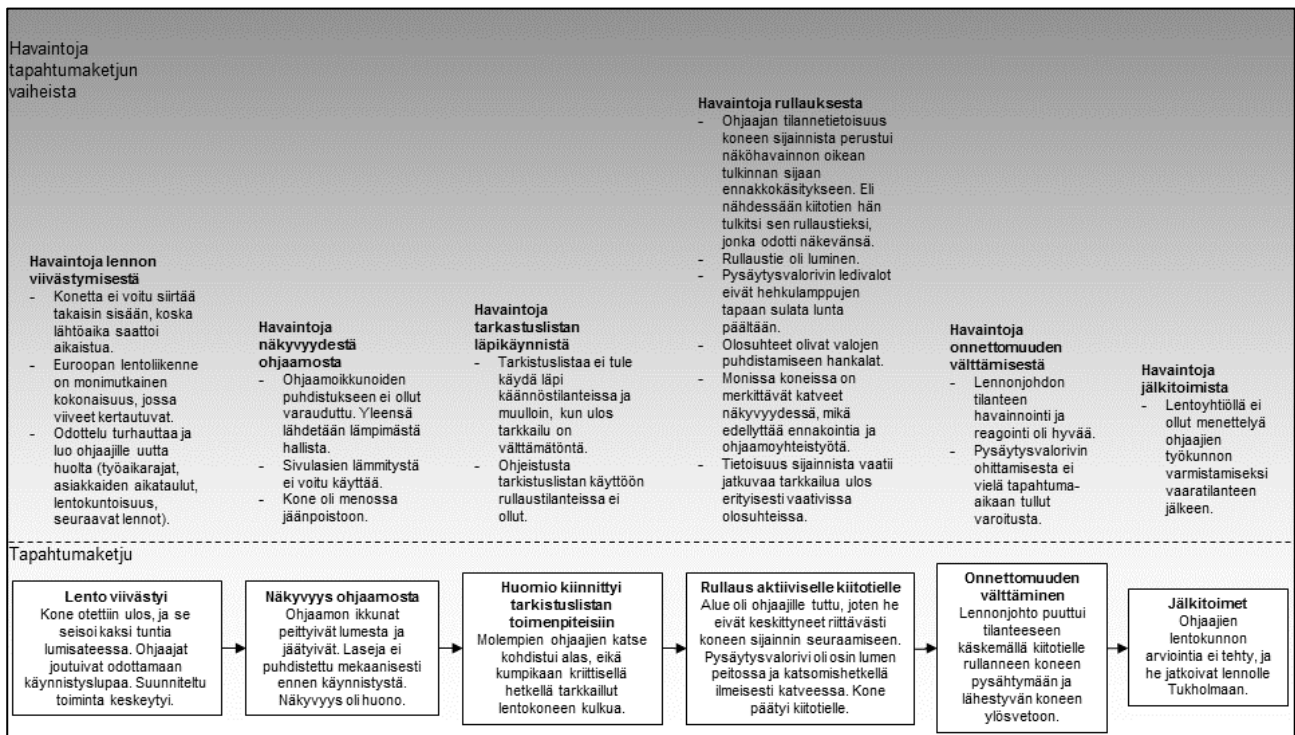 Havaintoja
tapahtumaketjun
vaiheista
Havaintoja lennon
viivästymisestä
- Konetta ei voitu siirtää
takaisin sisään, koska
lähtöaika saattoi
aikaistua.
- Euroopan lentoliikenne
on monimutkainen
kokonaisuus, jossa
viiveet kertautuvat.
- Odottelu turhauttaa ja
luo ohjaajille uutta
huolta (työaikarajat,
asiakkaiden aikataulut,
lentokuntoisuus,
seuraavat lennot).
Havaintoja
näkyvyydestä
ohjaamosta
- Ohjaamoikkunoiden
puhdistukseen ei ollut
varauduttu. Yleensä
lähdetään lämpimästä
hallista.
- Sivulasien lämmitystä
ei voitu käyttää.
- Kone oli menossa
jäänpoistoon.
Havaintoja
tarkastuslistan
läpikäynnistä
- Tarkistuslistaa ei tule
käydä läpi
käännöstilanteissa ja
muulloin, kun ulos
tarkkailu on
välttämätöntä.
- Ohjeistusta
tarkistuslistan käyttöön
rullaustilanteissa ei
ollut.
Havaintoja rullauksesta
- Ohjaajan tilannetietoisuus
koneen sijainnista perustui
näköhavainnon oikean
tulkinnan sijaan
ennakkokäsitykseen. Eli
nähdessään kiitotien hän
tulkitsi sen rullaustieksi,
jonka odotti näkevänsä.
- Rullaustie oli luminen.
- Pysäytysvalorivin ledivalot
eivät hehkulamppujen
tapaan sulata lunta
päältään.
- Olosuhteet olivat valojen
puhdistamiseen hankalat.
- Monissa koneissa on
merkittävät katveet
näkyvyydessä, mikä
edellyttää ennakointia ja
ohjaamoyhteistyötä.
- Tietoisuus sijainnista vaatii
jatkuvaa tarkkailua ulos
erityisesti vaativissa
olosuhteissa.
Havaintoja
onnettomuuden
välttämisestä
- Lennonjohdon
tilanteen
havainnointi ja
reagointi oli hyvää.
- Pysäytysvalorivin
ohittamisesta ei
vielä tapahtuma-
aikaan tullut
varoitusta.
Havaintoja
jälkitoimista
- Lentoyhtiöllä ei
ollut menettelyä
ohjaajien
työkunnon
varmistamiseksi
vaaratilanteen
jälkeen.
Tapahtumaketju
Lento viivästyi
Kone otettiin ulos, ja se
seisoi kaksi tuntia
lumisateessa. Ohjaajat
joutuivat odottamaan
käynnistyslupaa. Suunniteltu
toiminta keskeytyi.
Näkyvyys ohjaamosta
Ohjaamon ikkunat
peittyivät lumesta ja
jäätyivät. Laseja ei
puhdistettu mekaanisesti
ennen käynnistystä.
Näkyvyys oli huono.
Huomio kiinnittyi
tarkistuslistan
toimenpiteisiin
Molempien ohjaajien katse
kohdistui alas, eikä
kumpikaan kriittisellä
hetkellä tarkkaillut
lentokoneen kulkua.
Rullaus aktiiviselle kiitotielle
Alue oli ohjaajille tuttu, joten he
eivät keskittyneet riittävästi
koneen sijainnin seuraamiseen.
Pysäytysvalorivi oli osin lumen
peitossa ja katsomishetkellä
ilmeisesti katveessa. Kone
päätyi kiitotielle.
Onnettomuuden
välttäminen
Lennonjohto puuttui
tilanteeseen
käskemällä kiitotielle
rullanneen koneen
pysähtymään ja
lähestyvän koneen
ylösvetoon.
Jälkitoimet
Ohjaajien
lentokunnon
arviointia ei tehty, ja
he jatkoivat lennolle
Tukholmaan.